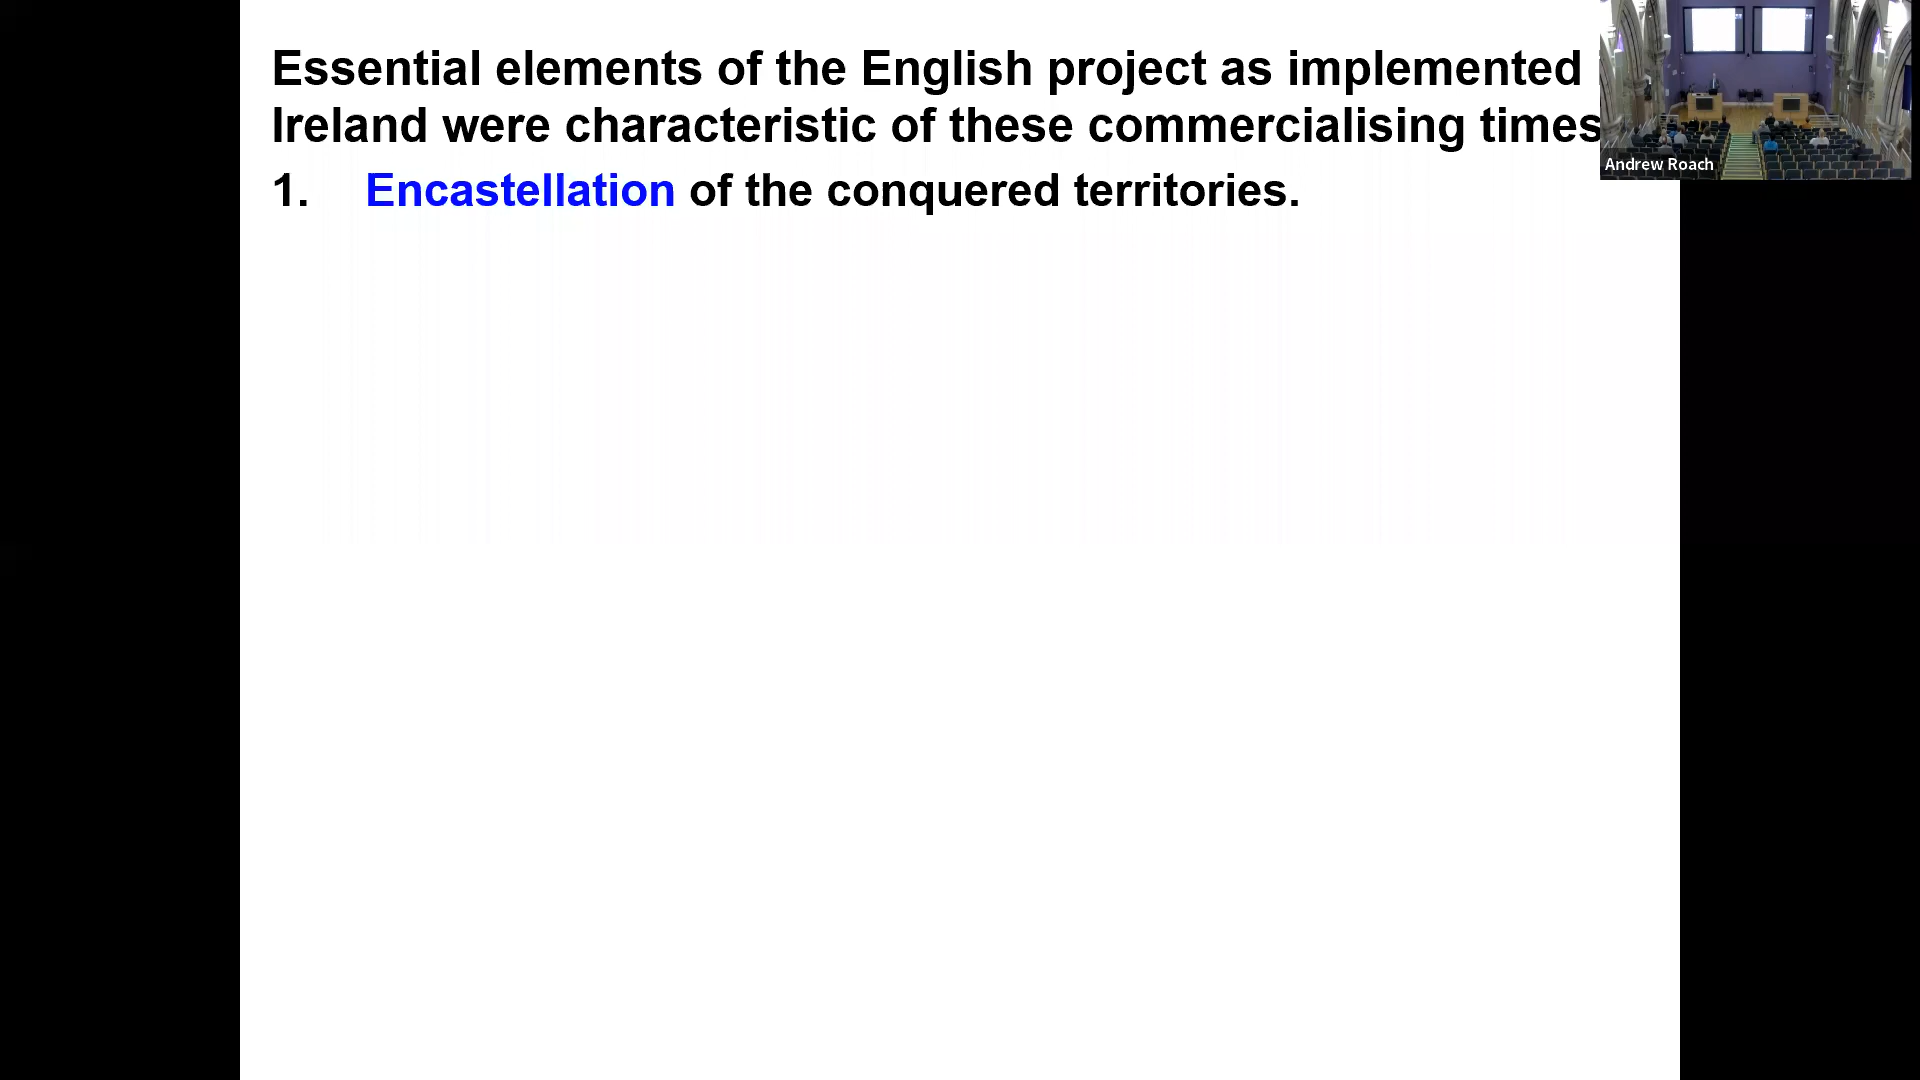 Essential elements of the English project as implemented
Ireland were characteristic of these commercialising times
1. Encastellation of the conquered territories.
Andrew Roach